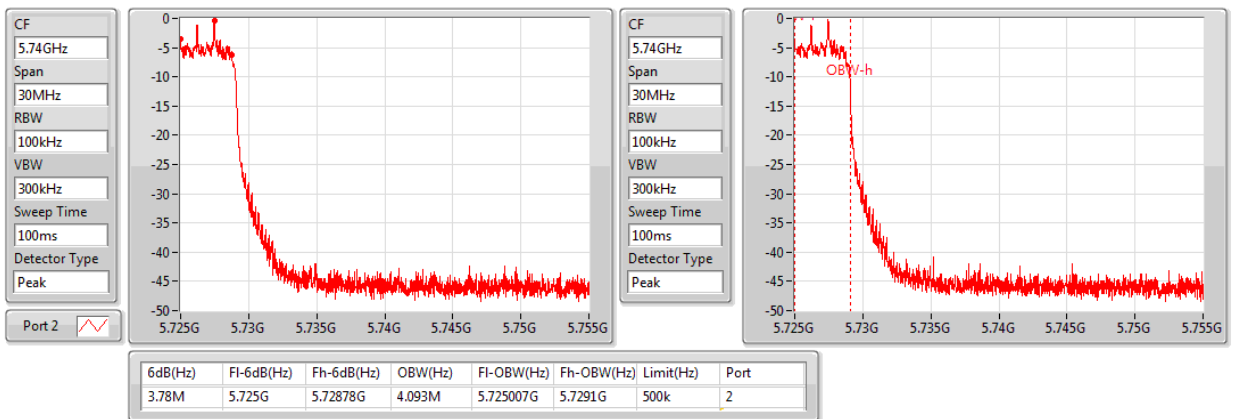 CF
5.74GHz
Span
30MHz
RBW
100kHz
VBW
300kHz
Sweep Time
100ms
Detector Type
Peak
Port 2
0
-5
-10
-15
-20
-25
-30
-35
-40
-45
-50
5.725G 5.73G 5.735G 5.74G 5.745G 5.75G 5.755G
CF
5.74GHz
Span
30MHz
RBW
100kHz
VBW
300kHz
Sweep Time
100ms
Detector Type
Peak
0
-5
-10
-15
-20
-25
-30
-35
-40
-45
-50
OBW-h
5.725G 5.73G 5.735G 5.74G 5.745G 5.75G 5.755G
6dB(Hz) Fl-6dB(Hz) Fh-6dB(Hz) OBW(Hz) Fl-OBW(Hz) Fh-OBW(Hz) Limit(Hz) Port
3.78M 5.725G 5.72878G 4.093M 5.725007G 5.7291G 500k 2